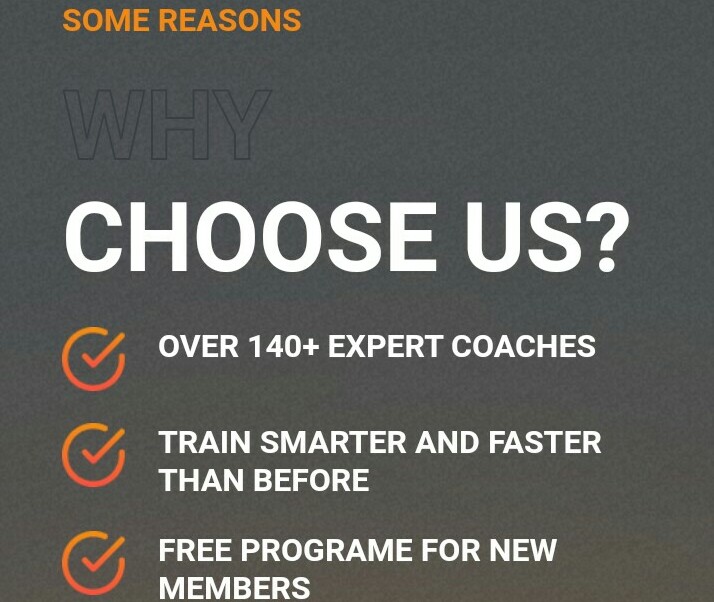 SOME REASONS
WHY
CHOOSE US?
OVER 140+ EXPERT COACHES
TRAIN SMARTER AND FASTER
THAN BEFORE
FREE PROGRAME FOR NEW
MEMBERS